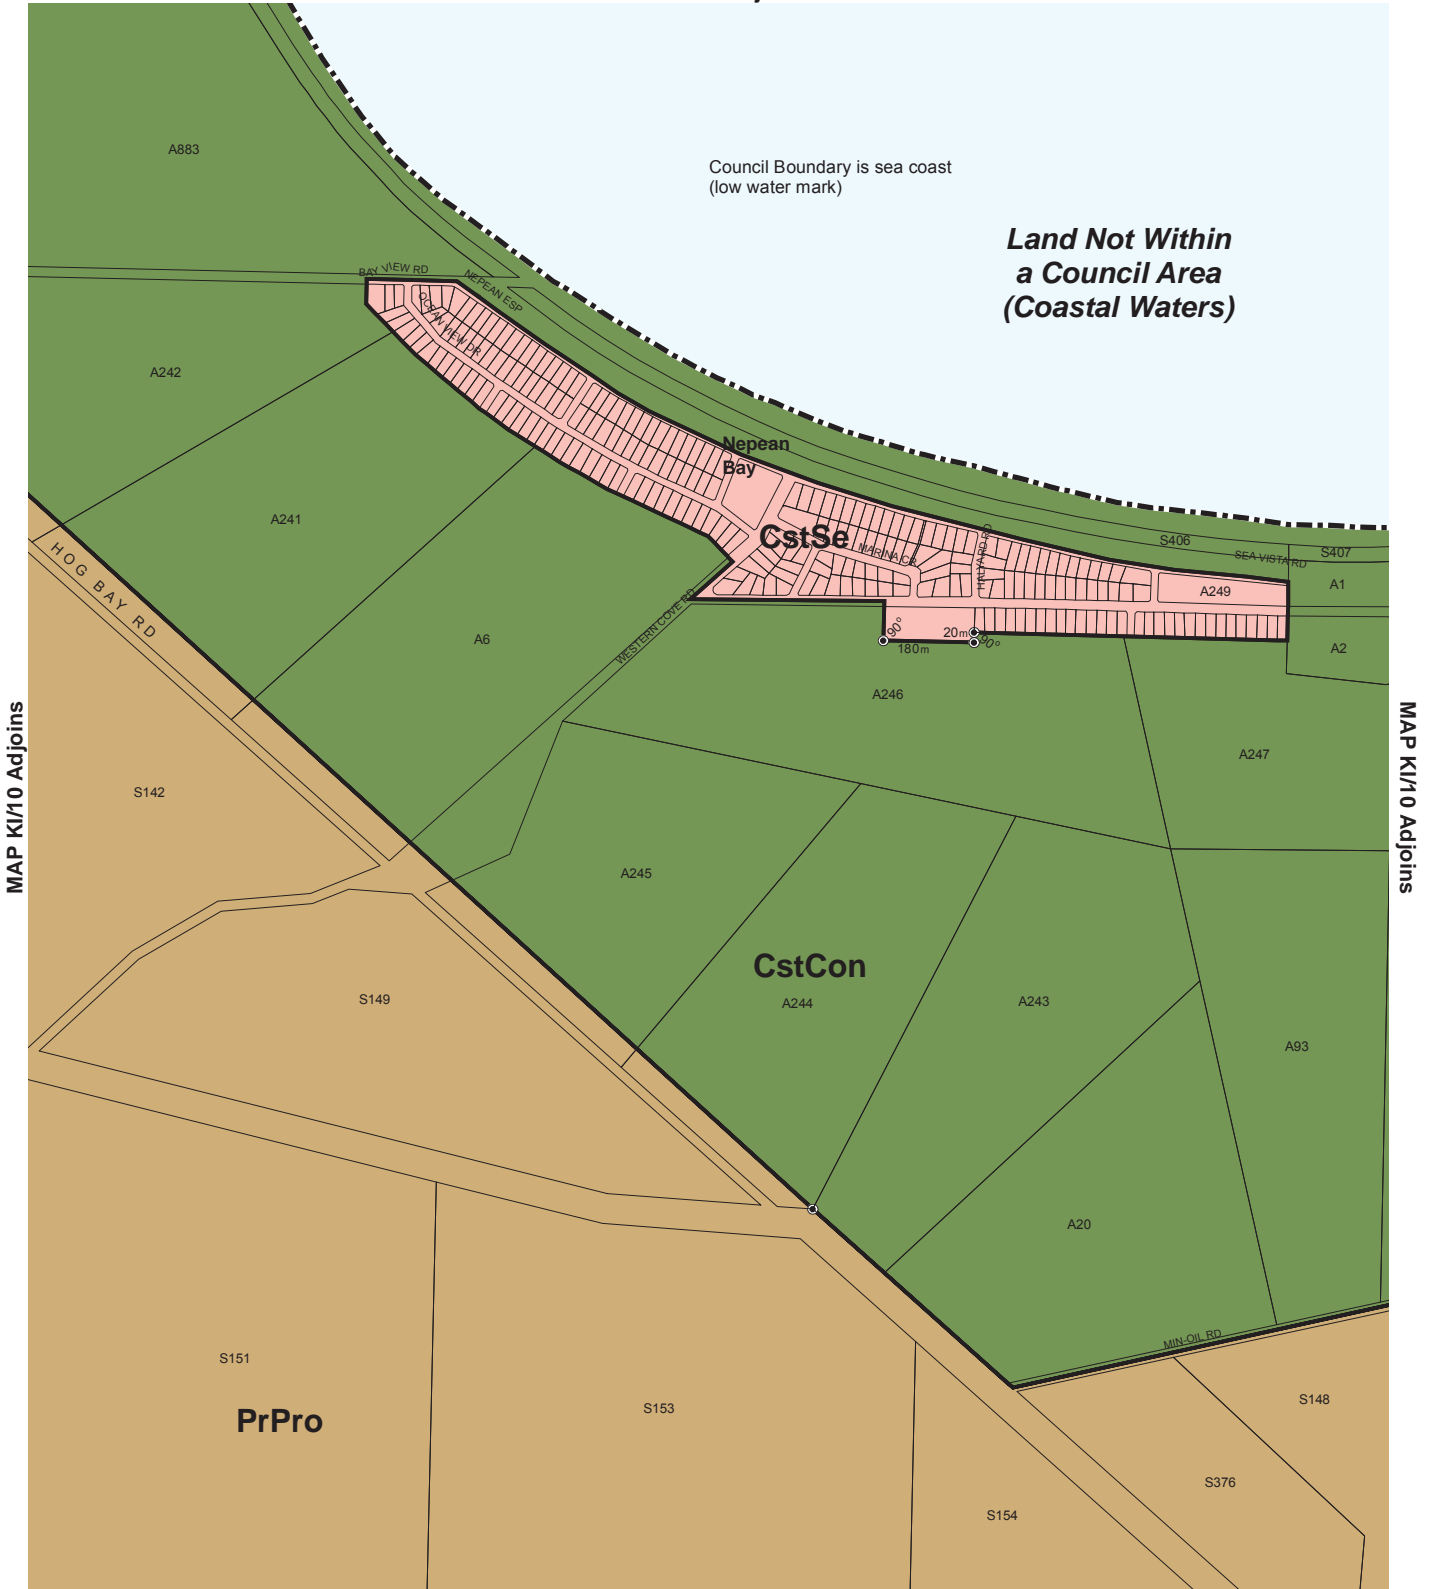 A883
Council Boundary is sea coast
(low water mark)
Land Not Within
a Council Area
(Coastal Waters)
BAY VIEW RD
NEPEAN ESP
OCEAN VIEW DR
A242
Nepean
Bay
A241
CstSe
MARINA CR
HALYARD RD
S406
S407
SEA VISTA RD
A1
A249
HOG BAY RD
A6
WESTERN COVE RD
90°
180m
20m
90°
A2
A246
A247
MAP KI/10 Adjoins
MAP KI/10 Adjoins
S142
A245
CstCon
A244
A243
S149
A93
A20
MIN-OIL RD
S151
PrPro
S153
S148
S376
S154